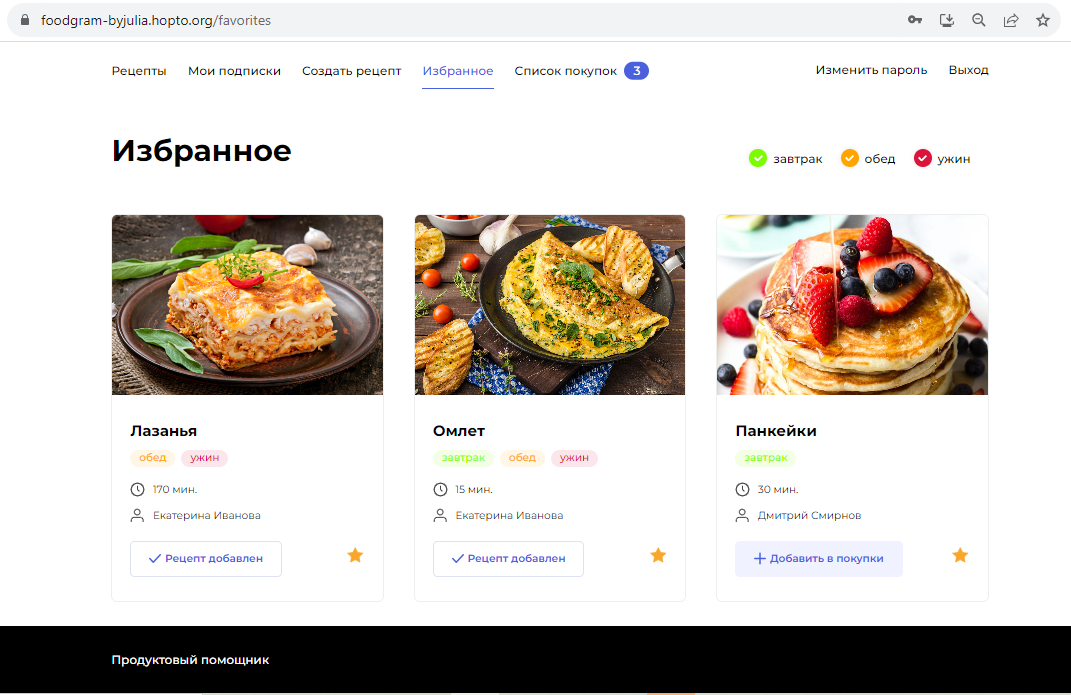 foodgram-byjulia.hopto.org/favorites
Рецепты Мои подписки Создать рецепт Избранное Список покупок 3 Изменить пароль Выход
Избранное
завтрак обед ужин
Лазанья
обед ужин
170 мин.
Екатерина Иванова
Рецепт добавлен
Омлет
завтрак обед ужин
15 мин.
Екатерина Иванова
Рецепт добавлен
Панкейки
завтрак
30 мин.
Дмитрий Смирнов
Добавить в покупки
Продуктовый помощник